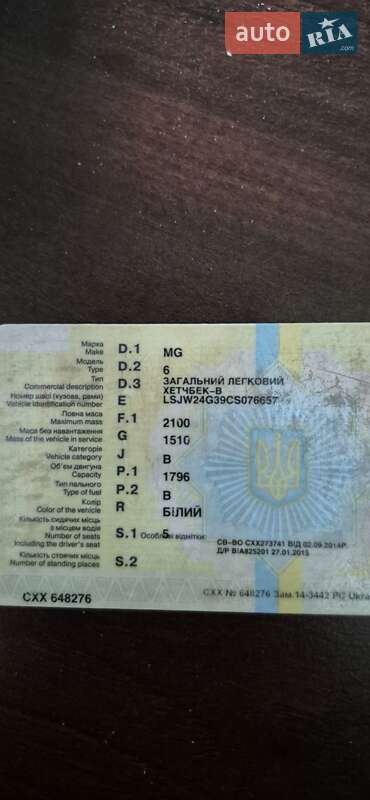 auto RIA.com
Марка D.1 MG
Make
Модель D.2 6
Type
Тип D.3 ЗАГАЛЬНИЙ ЛЕГКОВИЙ
Commercial description ХЕТЧБЕК-В
Номер шасі (кузова, рами) E LSJW24G39CS076657
Vehicle identification number
Повна маса F.1 2100
Maximum mass
Маса без навантаження G 1510
Mass of the vehicle in service
Категорія J B
Vehicle category
Об'єм двигуна P.1 1796
Capacity
Тип пального P.2 B
Type of fuel
Колір R БІЛИЙ
Color of the vehicle
Кількість сидячих місць
з місцем водія S.1 5 Особливі
Number of seats
including the driver's seat
СВ-ВО СХХ273741 ВІД 02.09.2014Р.
Д/Р ВІА825201 27.01.2015
Кількість стоячих місць S.2
Number of standing places
СХХ 648276
СХХ № 648276 Зам.14-3442 РС Ukra